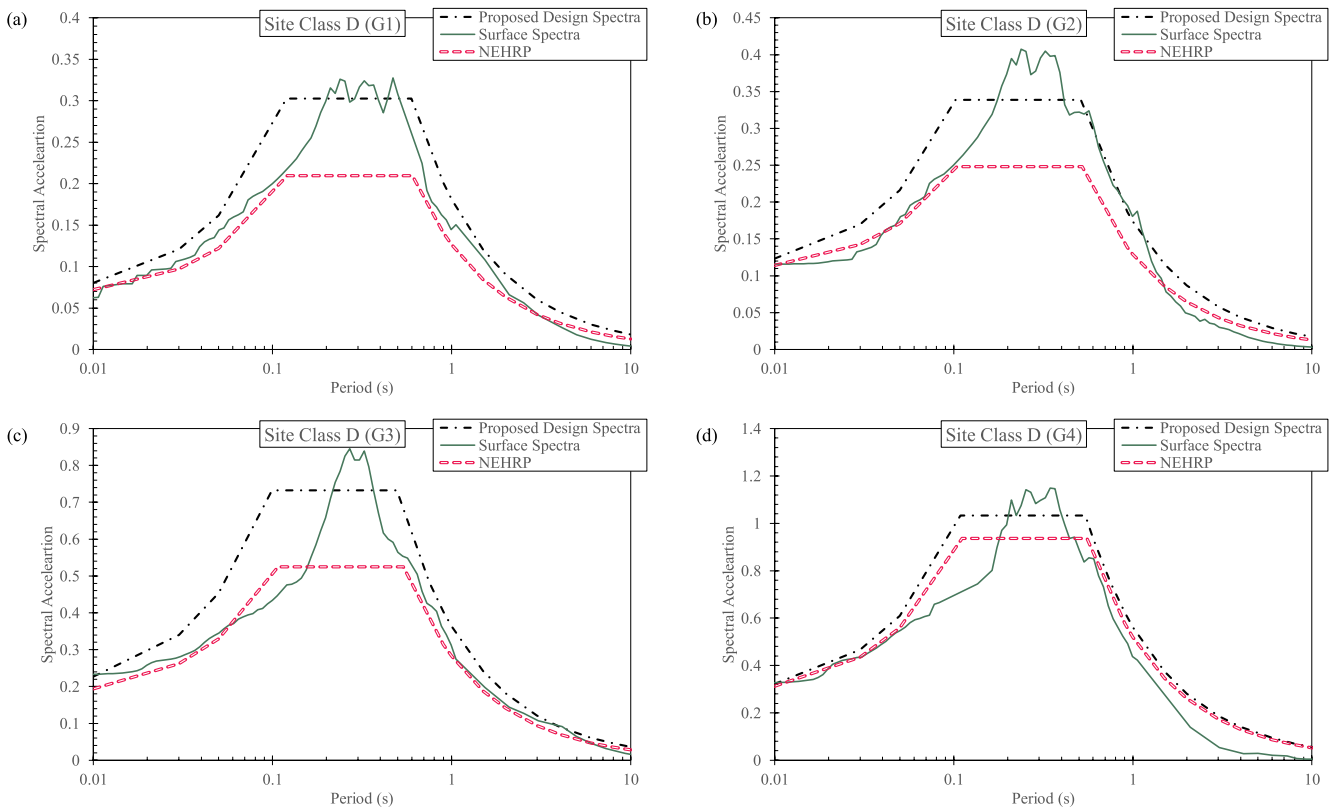 (a)
Site Class D (G1)
Proposed Design Spectra
Surface Spectra
NEHRP
0.4
0.35
0.3
0.25
0.2
0.15
0.1
0.05
0
Spectral Acceleartion
0.01
0.1
1
10
Period (s)
(b)
Site Class D (G2)
Proposed Design Spectra
Surface Spectra
NEHRP
0.45
0.4
0.35
0.3
0.25
0.2
0.15
0.1
0.05
0
Spectral Acceleartion
0.01
0.1
1
10
Period (s)
(c)
Site Class D (G3)
Proposed Design Spectra
Surface Spectra
NEHRP
0.9
0.8
0.7
0.6
0.5
0.4
0.3
0.2
0.1
0
Spectral Acceleartion
0.01
0.1
1
10
Period (s)
(d)
Site Class D (G4)
Proposed Design Spectra
Surface Spectra
NEHRP
1.4
1.2
1
0.8
0.6
0.4
0.2
0
Spectral Acceleartion
0.01
0.1
1
10
Period (s)